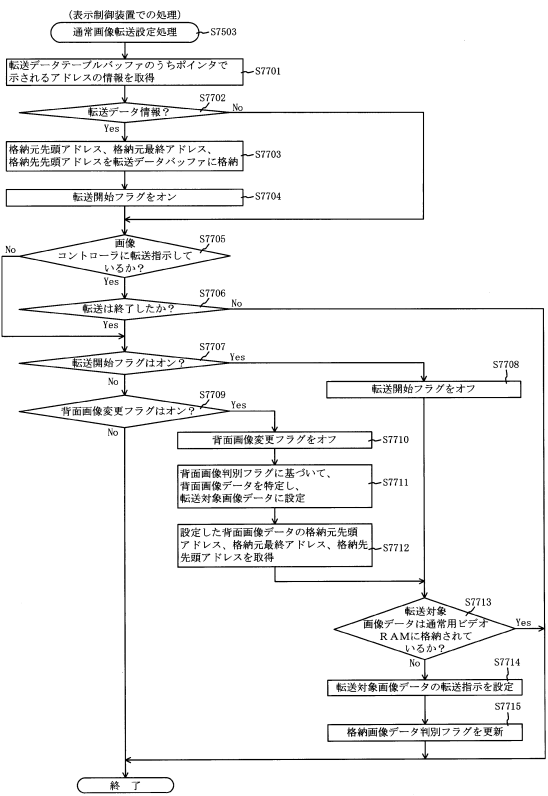 (表示制御装置での処理)
通常画像転送設定処理
S7503
転送データテーブルバッファのうちポインタで
示されるアドレスの情報を取得
S7701
転送データ情報?
S7702
No
Yes
格納元先頭アドレス、格納元最終アドレス、
格納先先頭アドレスを転送データバッファに格納
S7703
転送開始フラグをオン
S7704
画像
コントローラに転送指示して
いるか?
S7705
No
Yes
転送は終了したか?
S7706
No
Yes
転送開始フラグはオン?
S7707
Yes
No
転送開始フラグをオフ
S7708
背面画像変更フラグはオン?
S7709
Yes
No
背面画像変更フラグをオフ
S7710
背面画像判別フラグに基づいて、
背面画像データを特定し、
転送対象画像データに設定
S7711
設定した背面画像データの格納元先頭
アドレス、格納元最終アドレス、格納先
先頭アドレスを取得
S7712
転送対象
画像データは通常用ビデオ
RAMに格納されて
いるか?
S7713
Yes
No
転送対象画像データの転送指示を設定
S7714
格納画像データ判別フラグを更新
S7715
終 了